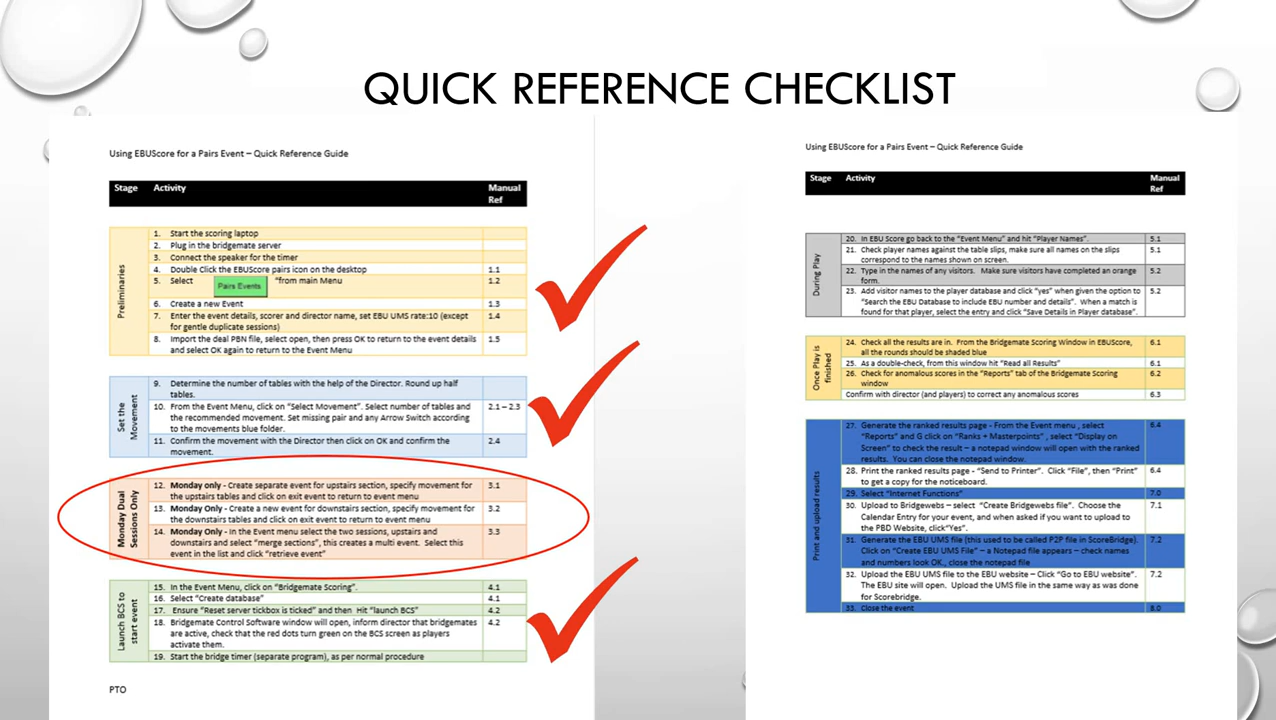 QUICK REFERENCE CHECKLIST
Using EBUScore for a Pairs Event – Quick Reference Guide
Stage Activity Manual
Ref
Preliminaries
1. Start the scoring laptop
2. Plug in the bridgemate server
3. Connect the speaker for the timer
4. Double Click the EBUScore pairs icon on the desktop 1.1
5. Select Pairs Events "from main Menu 1.2
6. Create a new Event 1.3
7. Enter the event details, scorer and director name, set EBU UMS rate:10 (except 1.4
for gentle duplicate sessions)
8. Import the deal PBN file, select open, then press OK to return to the event details 1.5
and select OK again to return to the Event Menu
Set the
Movement
9. Determine the number of tables with the help of the Director. Round up half
tables.
10. From the Event Menu, click on "Select Movement". Select number of tables and 2.1 – 2.3
the recommended movement. Set missing pair and any Arrow Switch according
to the movements blue folder.
11. Confirm the movement with the Director then click on OK and confirm the 2.4
movement.
Monday Dual
Sessions Only
12. Monday only - Create separate event for upstairs section, specify movement for 3.1
the upstairs tables and click on exit event to return to event menu
13. Monday Only - Create a new event for downstairs section, specify movement for 3.2
the downstairs tables and click on exit event to return to event menu
14. Monday Only - In the Event menu select the two sessions, upstairs and 3.3
downstairs and select "merge sections", this creates a multi event. Select this
event in the list and click "retrieve event"
Launch BCS to
start event
15. In the Event Menu, click on "Bridgemate Scoring". 4.1
16. Select "Create database" 4.1
17. Ensure "Reset server tickbox is ticked" and then Hit "launch BCS" 4.2
18. Bridgemate Control Software window will open, inform director that bridgemates 4.2
are active, check that the red dots turn green on the BCS screen as players
activate them.
19. Start the bridge timer (separate program), as per normal procedure
PTO
Using EBUScore for a Pairs Event – Quick Reference Guide
Stage Activity Manual
Ref
During Play
20. In EBU Score go back to the "Event Menu" and hit "Player Names". 5.1
21. Check player names against the table slips, make sure all names on the slips 5.1
correspond to the names shown on screen.
22. Type in the names of any visitors. Make sure visitors have completed an orange 5.2
form.
23. Add visitor names to the player database and click "yes" when given the option to 5.2
"Search the EBU Database to include EBU number and details". When a match is
found for that player, select the entry and click "Save Details in Player database".
Once Play is
finished
24. Check all the results are in. From the Bridgemate Scoring Window in EBUScore, 6.1
all the rounds should be shaded blue
25. As a double-check, from this window hit "Read all Results" 6.1
26. Check for anomalous scores in the "Reports" tab of the Bridgemate Scoring 6.2
window
Confirm with director (and players) to correct any anomalous scores 6.3
Print and upload results
27. Generate the ranked results page - From the Event menu , select 6.4
"Reports" and G click on "Ranks + Masterpoints" , select "Display on
Screen" to check the result – a notepad window will open with the ranked
results. You can close the notepad window.
28. Print the ranked results page - "Send to Printer". Click "File", then "Print" 6.4
to get a copy for the noticeboard.
29. Select "Internet Functions" 7.0
30. Upload to Bridgewebs – select "Create Bridgewebs file". Choose the 7.1
Calendar Entry for your event, and when asked if you want to upload to
the PBD Website, click"Yes".
31. Generate the EBU UMS file (this used to be called P2P file in ScoreBridge). 7.2
Click on "Create EBU UMS File" – a Notepad file appears – check names
and numbers look OK., close the notepad file
32. Upload the EBU UMS file to the EBU website – Click "Go to EBU website". 7.2
The EBU site will open. Upload the UMS file in the same way as was done
for Scorebridge.
33. Close the event 8.0